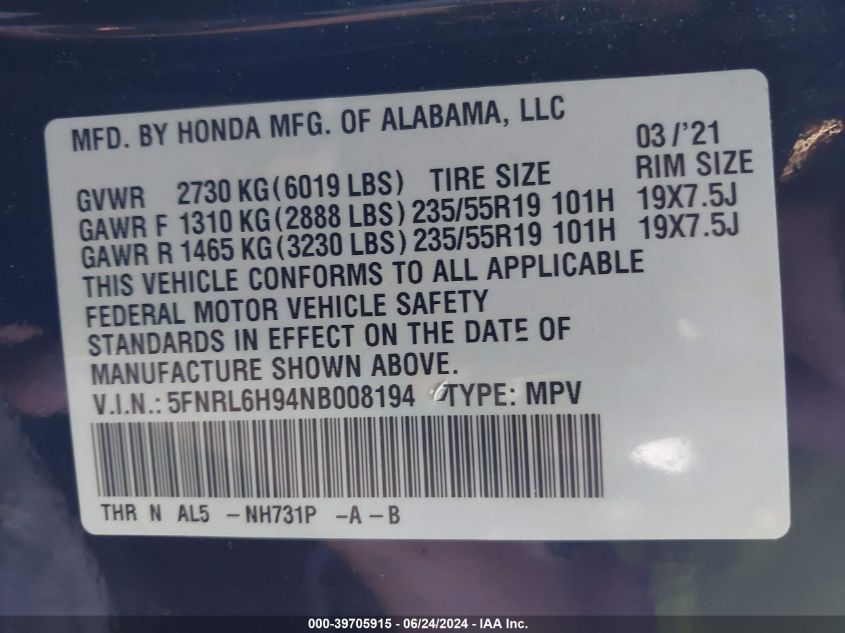 MFD. BY HONDA MFG. OF ALABAMA, LLC
03/'21
GVWR 2730 KG(6019 LBS) TIRE SIZE RIM SIZE
GAWR F 1310 KG(2888 LBS) 235/55R19 101H 19X7.5J
GAWR R 1465 KG(3230 LBS) 235/55R19 101H 19X7.5J
THIS VEHICLE CONFORMS TO ALL APPLICABLE
FEDERAL MOTOR VEHICLE SAFETY
STANDARDS IN EFFECT ON THE DATE OF
MANUFACTURE SHOWN ABOVE.
V.I.N.: 5FNRL6H94NB008194 TYPE: MPV
THR N AL5 -NH731P -A-B
000-39705915 - 06/24/2024 - IAA Inc.